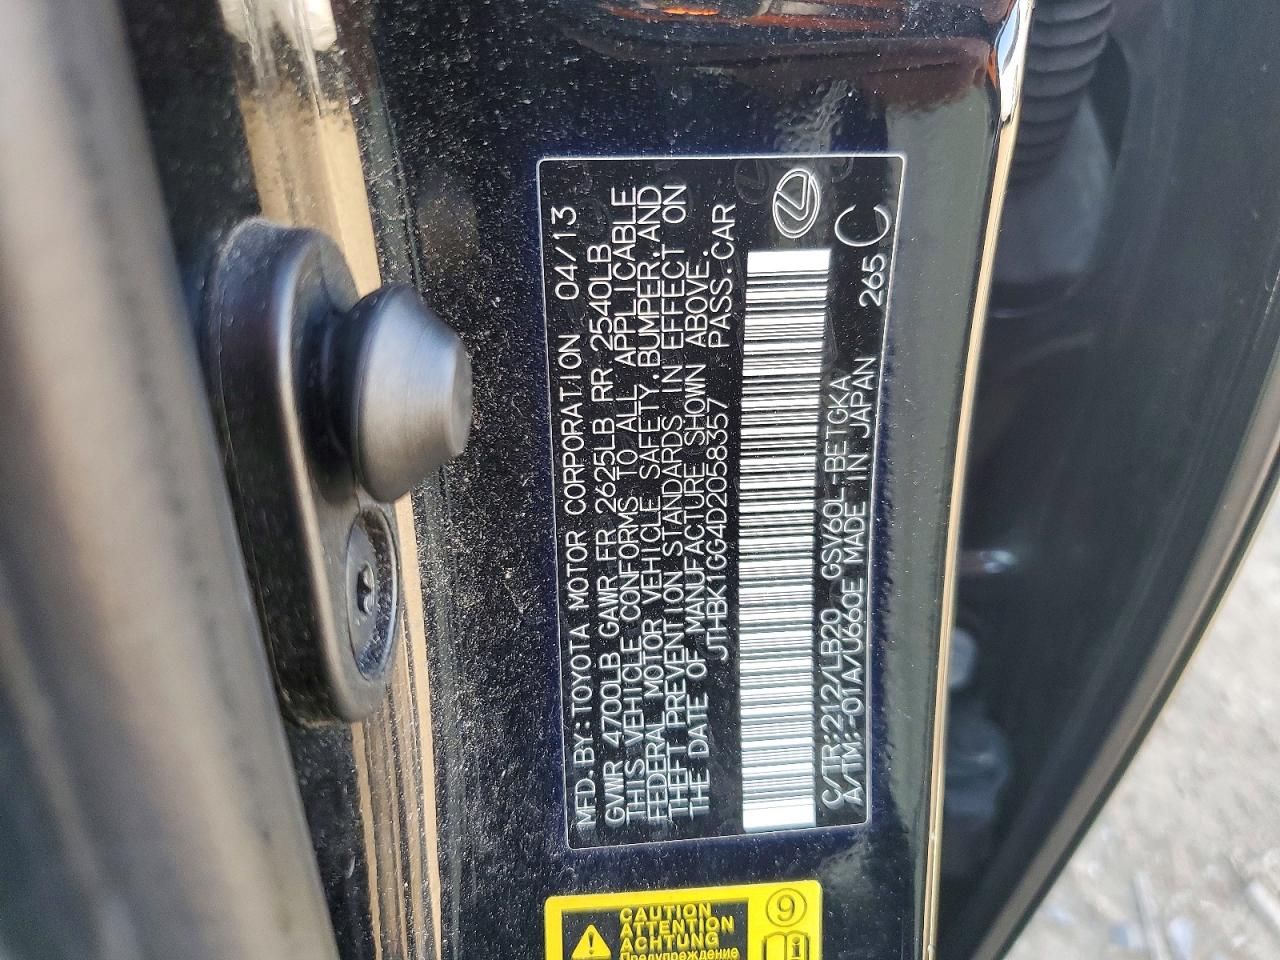 MFD.BY:TOYOTA MOTOR CORPORATION 04/13
GVWR 4700LB GAWR FR 2625LB RR 2540LB
THIS VEHICLE CONFORMS TO ALL APPLICABLE
FEDERAL MOTOR VEHICLE SAFETY,BUMPER,AND
THEFT PREVENTION STANDARDS IN EFFECT ON
THE DATE OF MANUFACTURE SHOWN ABOVE.
JTHBK1GG4D2058357 PASS.CAR
C/TR:212/LB20 GSV60L-BETGKA
A/TM:-01A/U660E MADE IN JAPAN 265 C
CAUTION
ATTENTION
ACHTUNG
Предупреждение
9